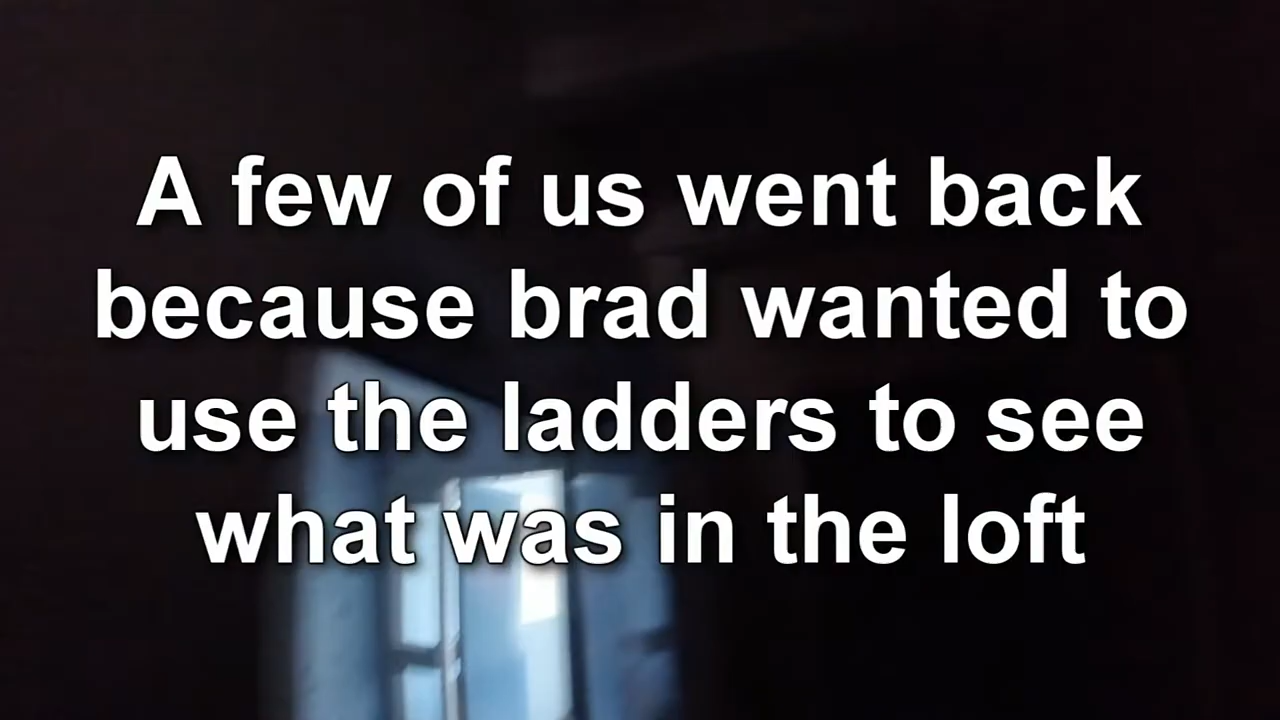 A few of us went back
because brad wanted to
use the ladders to see
what was in the loft